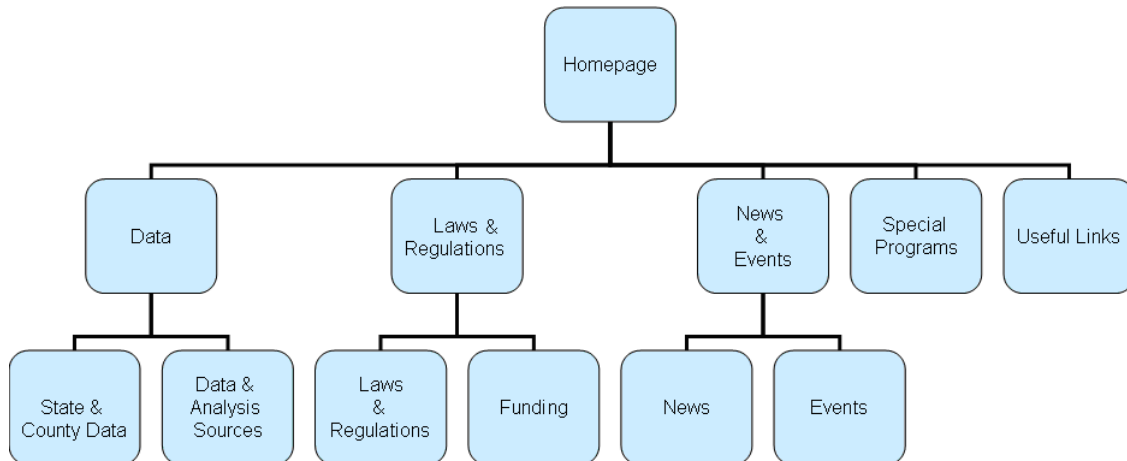 Homepage
Data
Laws &
Regulations
News
&
Events
Special
Programs
Useful Links
State &
County Data
Data &
Analysis
Sources
Laws
&
Regulations
Funding
News
Events